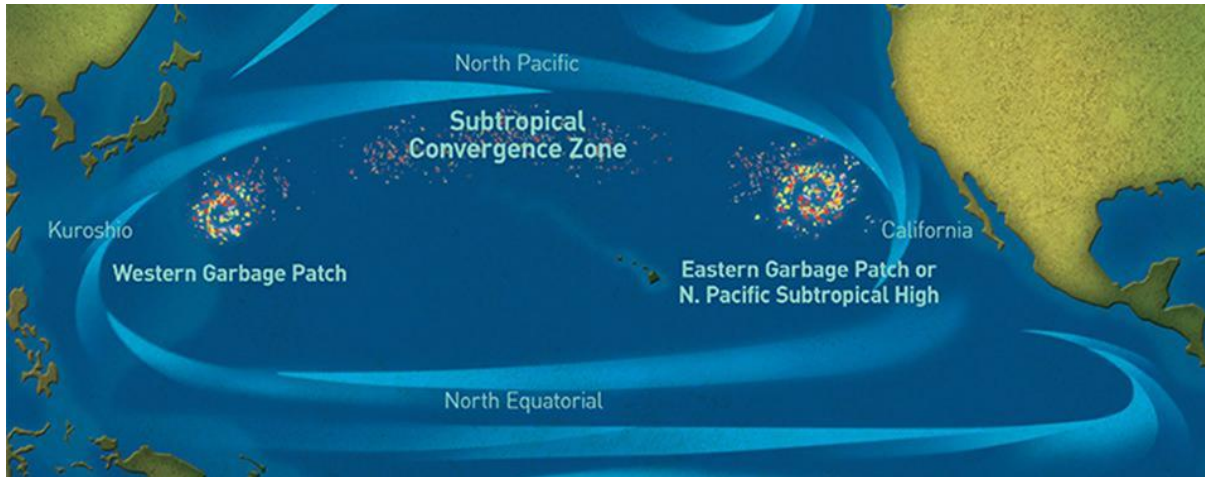 North Pacific
Subtropical
Convergence Zone
Kuroshio
California
Western Garbage Patch
Eastern Garbage Patch or
N. Pacific Subtropical High
North Equatorial